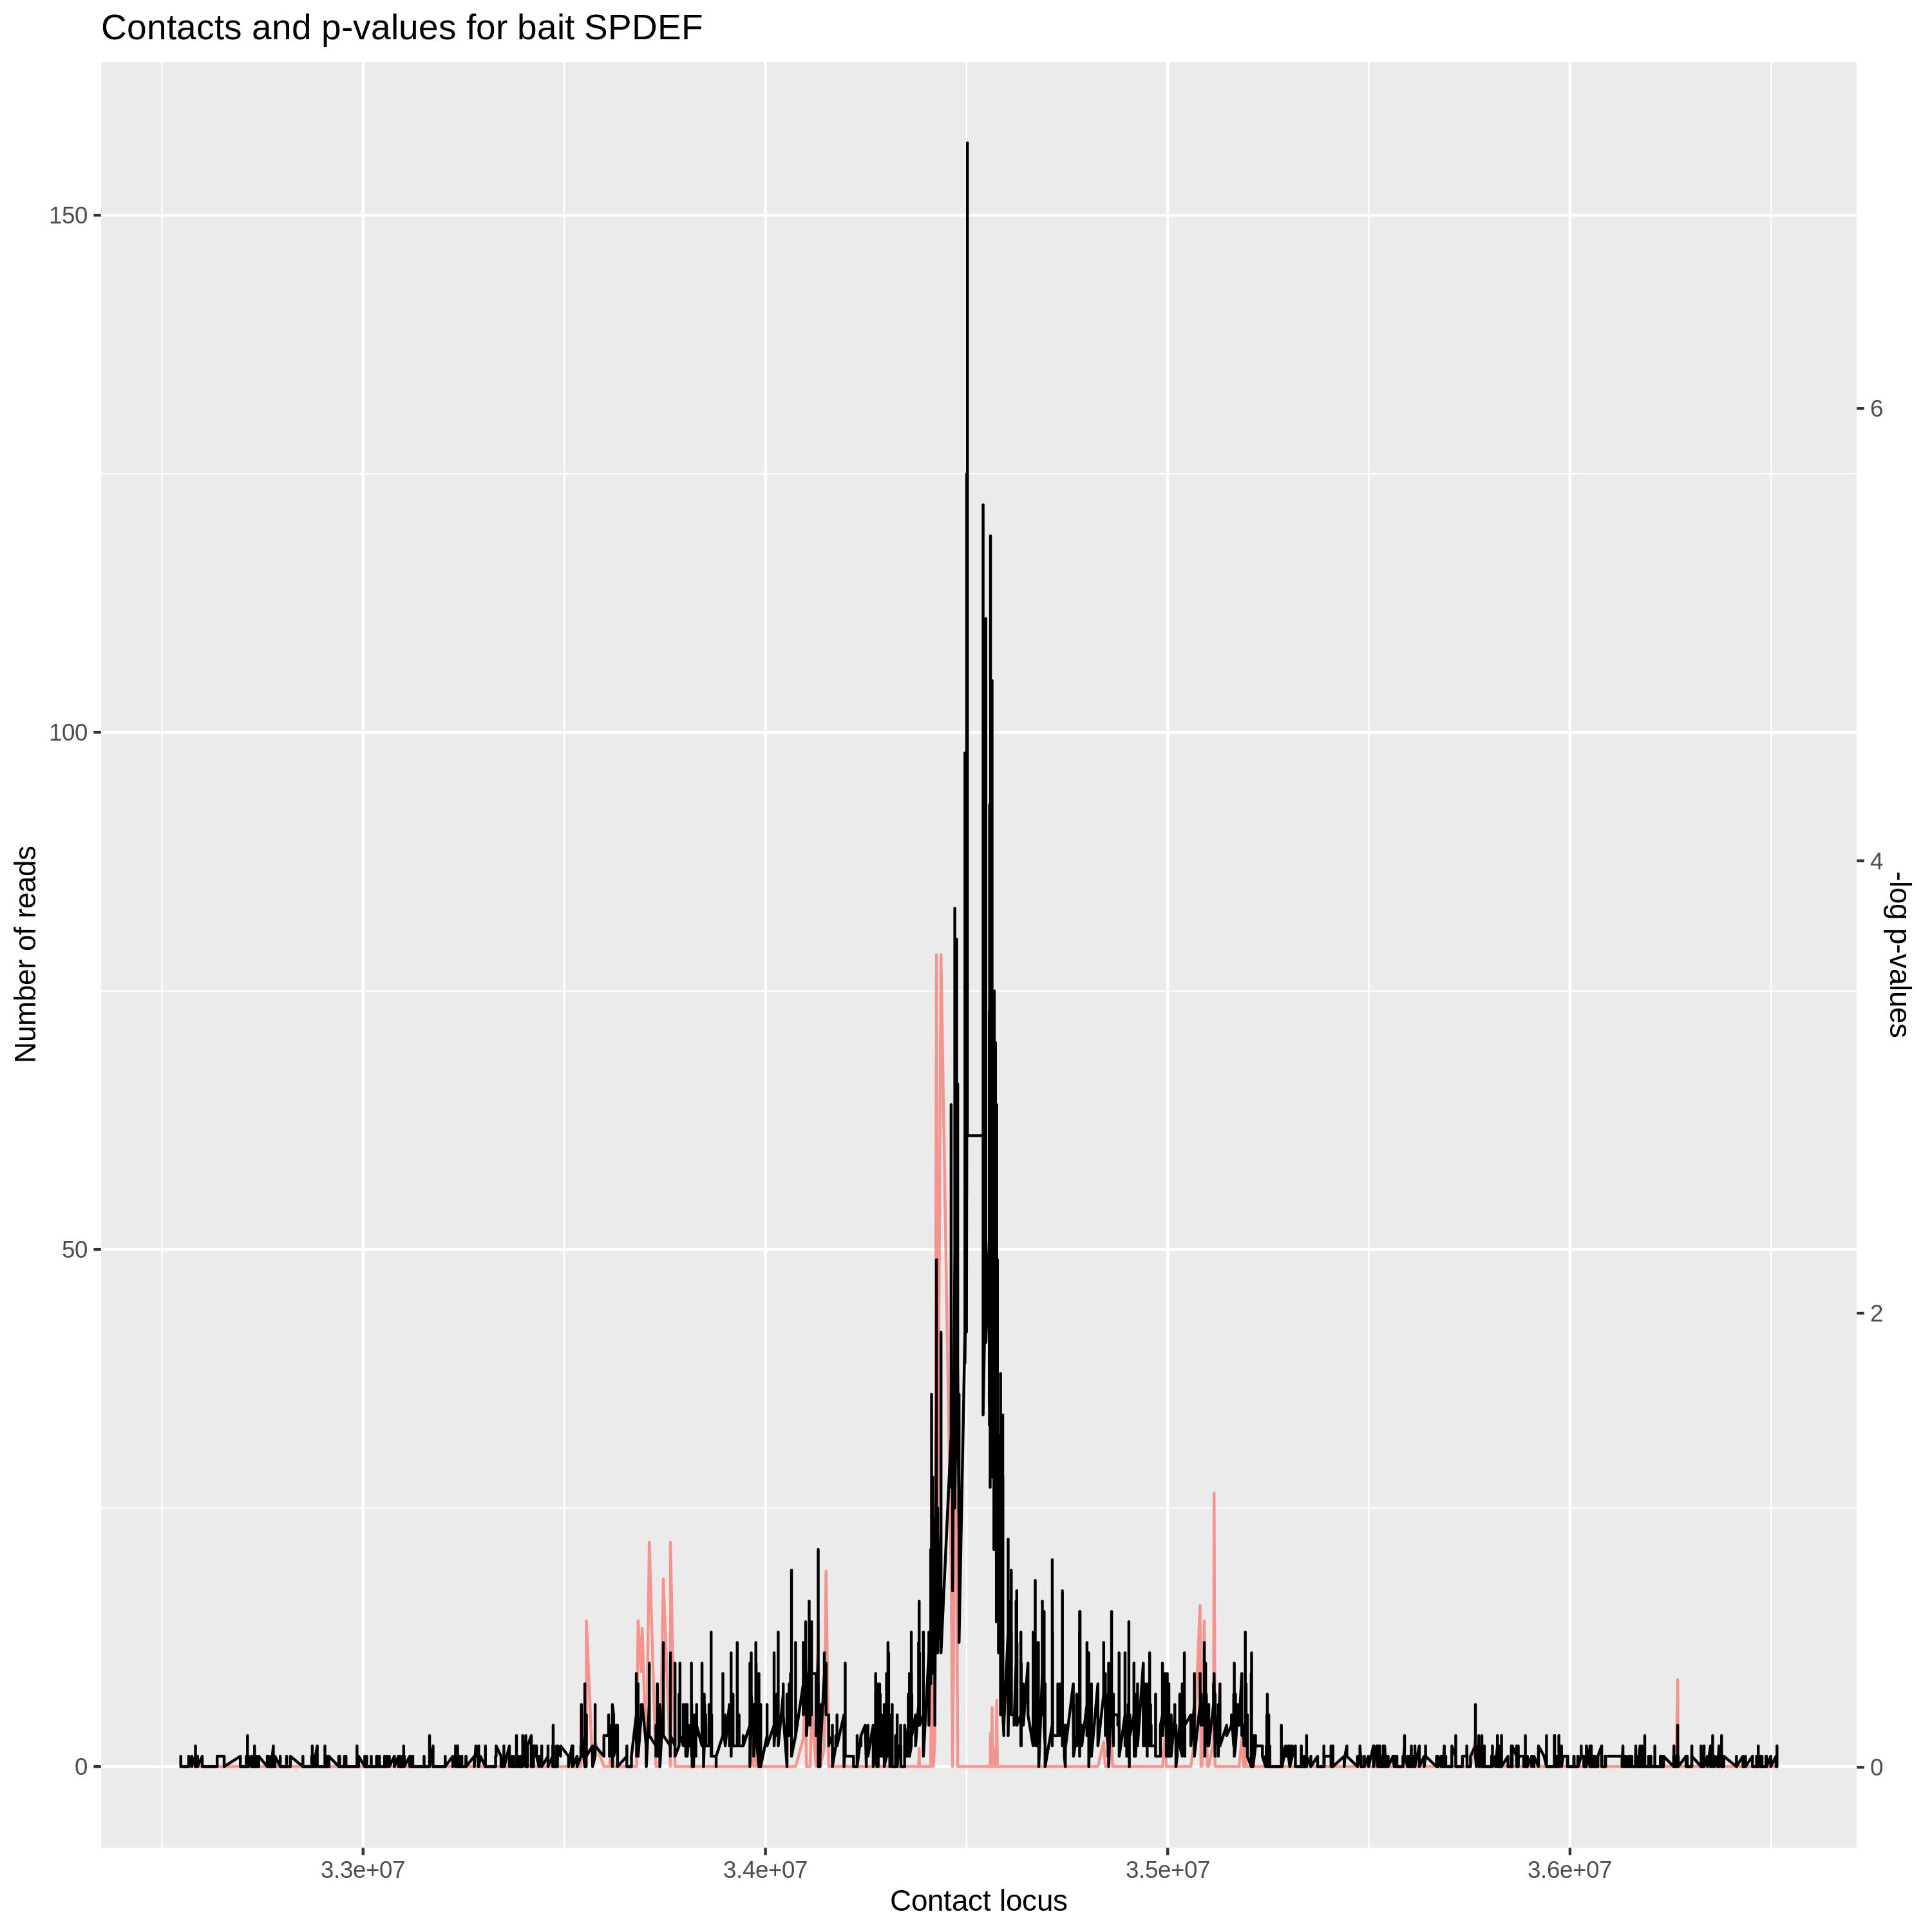 Contacts and p-values for bait SPDEF
150
100
50
0
Number of reads
6
4
2
0
-log p-values
3.3e+07
3.4e+07
3.5e+07
3.6e+07
Contact locus